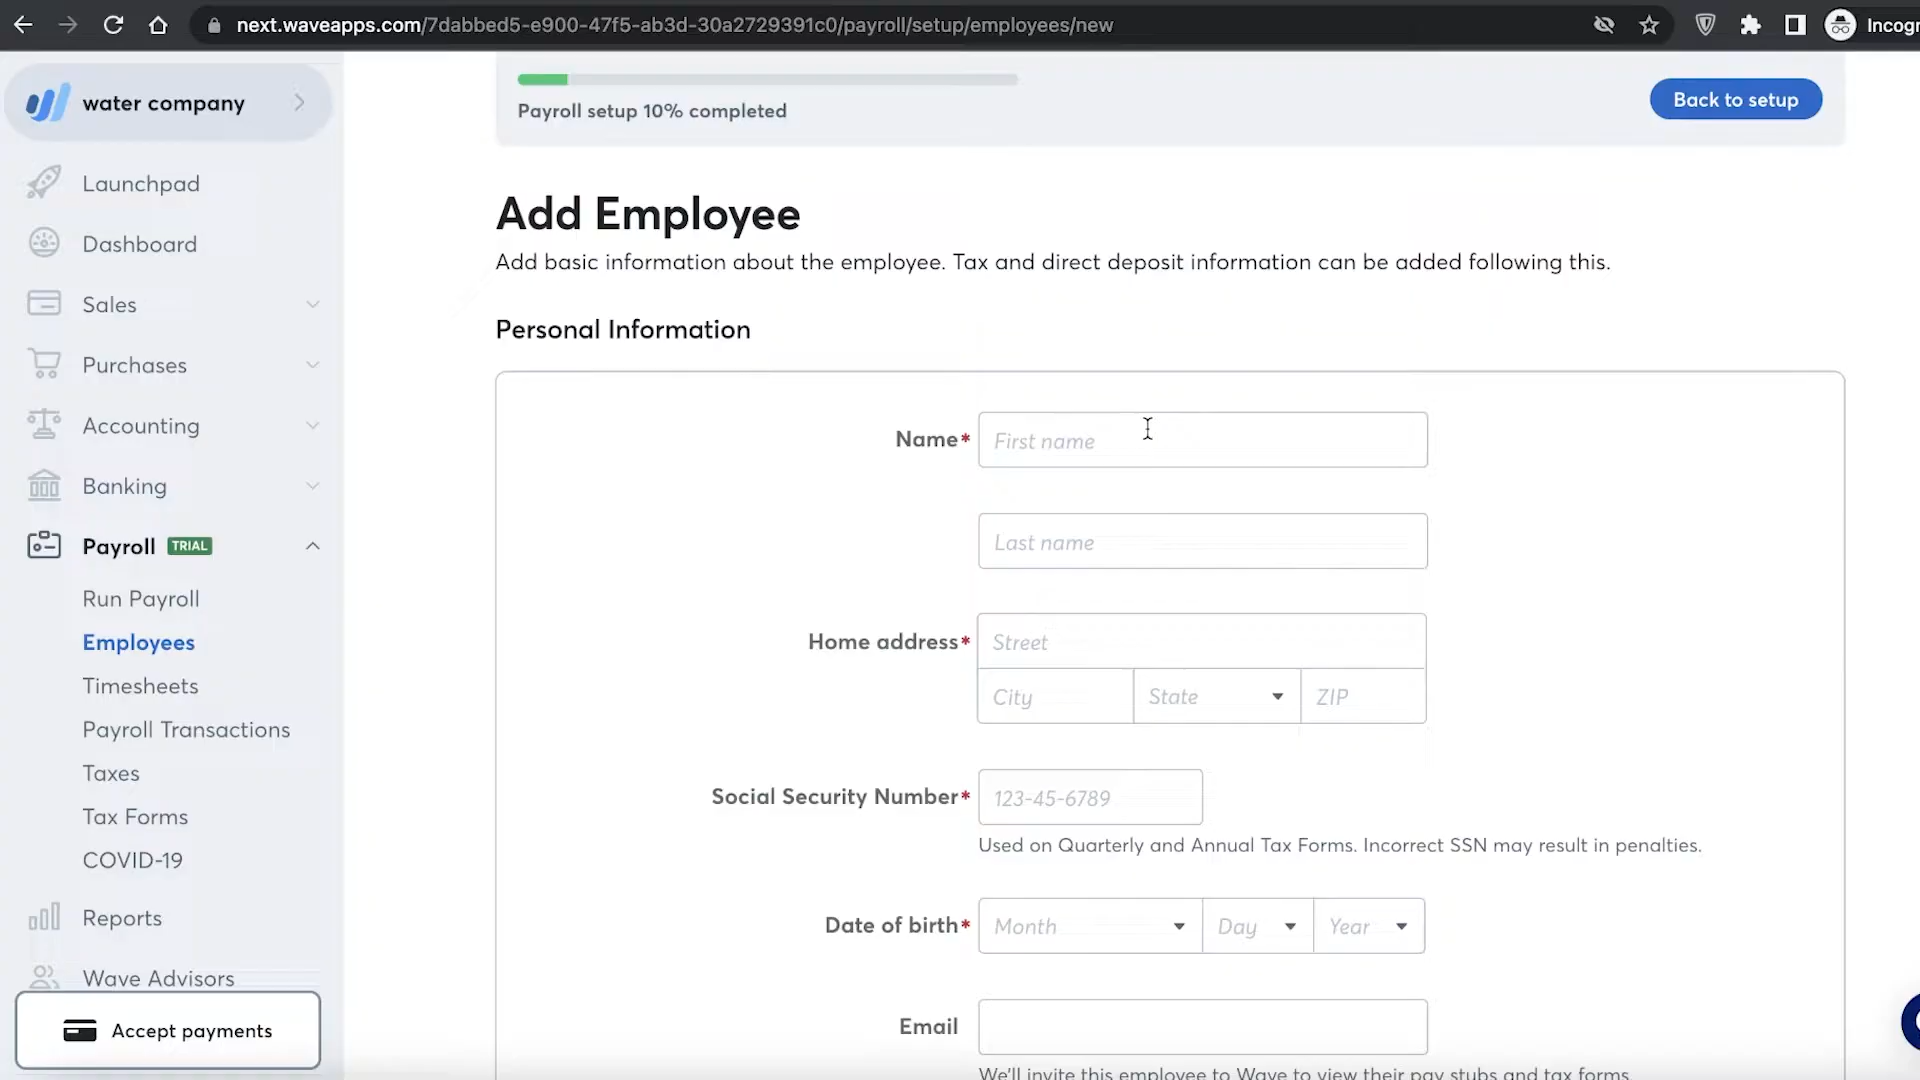 next.waveapps.com/7dabbed5-e900-47f5-ab3d-30a2729391c0/payroll/setup/employees/new
water company
Payroll setup 10% completed
Back to setup
Launchpad
Dashboard
Sales
Purchases
Accounting
Banking
Payroll TRIAL
Run Payroll
Employees
Timesheets
Payroll Transactions
Taxes
Tax Forms
COVID-19
Reports
Wave Advisors
Accept payments
Add Employee
Add basic information about the employee. Tax and direct deposit information can be added following this.
Personal Information
Name* First name
Last name
Home address* Street
City State ZIP
Social Security Number* 123-45-6789
Used on Quarterly and Annual Tax Forms. Incorrect SSN may result in penalties.
Date of birth* Month Day Year
Email
We'll invite this employee to Wave to view their pay stubs and tax forms.